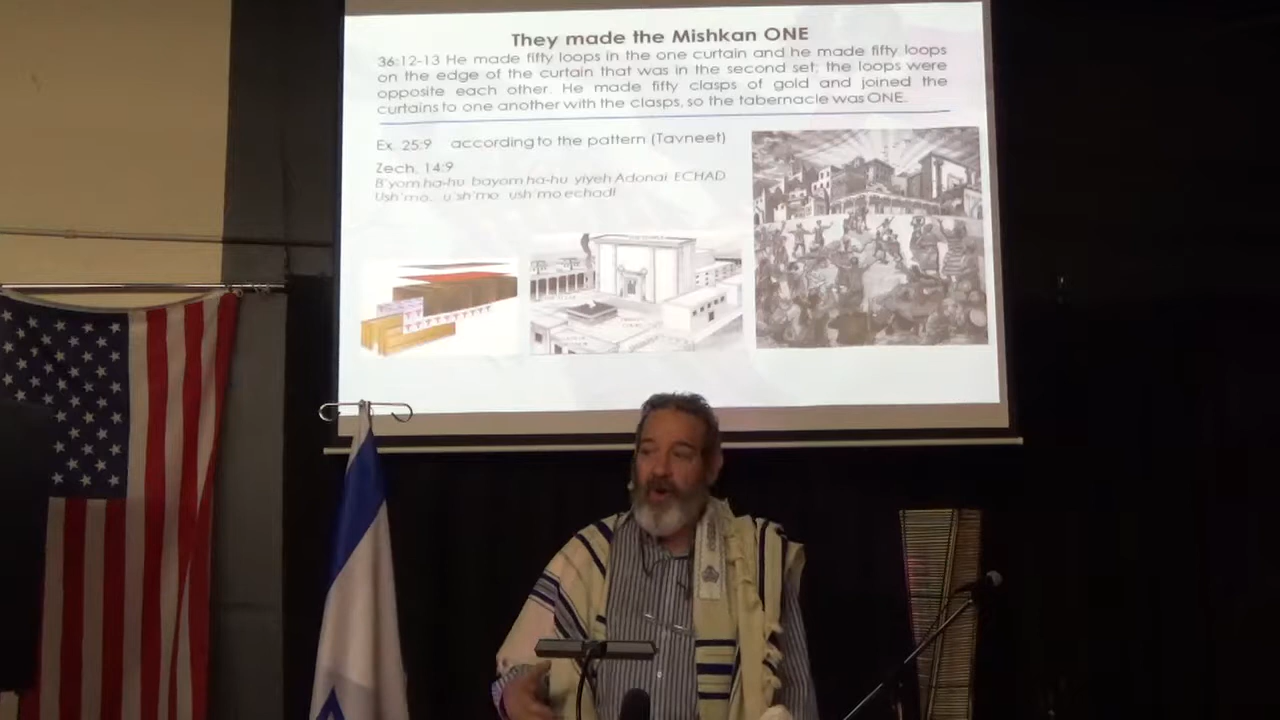 They made the Mishkan ONE
36:12-13 He made fifty loops in the one curtain and he made fifty loops
on the edge of the curtain that was in the second set; the loops were
opposite each other. He made fifty clasps of gold and joined the
curtains to one another with the clasps, so the tabernacle was ONE.
Ex. 25:9 according to the pattern (Tavneet)
Zech. 14:9
B'yom ha-hu bayom ha-hu yiyeh Adonai ECHAD
Ush'mo, u'sh'mo ush'mo echad!